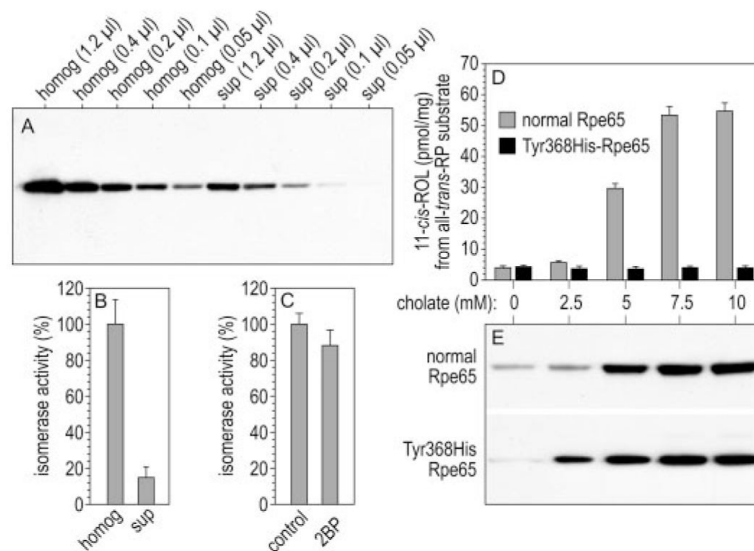 homog (1.2 µl)
homog (0.4 µl)
homog (0.2 µl)
homog (0.1 µl)
homog (0.05 µl)
sup (1.2 µl)
sup (0.4 µl)
sup (0.2 µl)
sup (0.1 µl)
sup (0.05 µl)
A
B
isomerase activity (%)
120
100
80
60
40
20
0
homog
sup
C
isomerase activity (%)
120
100
80
60
40
20
0
control
2BP
D
11-cis-ROL (pmol/mg)
from all-trans-RP substrate
70
60
50
40
30
20
10
0
normal Rpe65
Tyr368His-Rpe65
cholate (mM): 0 2.5 5 7.5 10
E
normal
Rpe65
Tyr368His
Rpe65